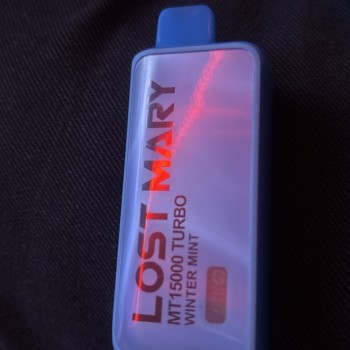 LOST MARY
MT15000 TURBO
WINTER MINT